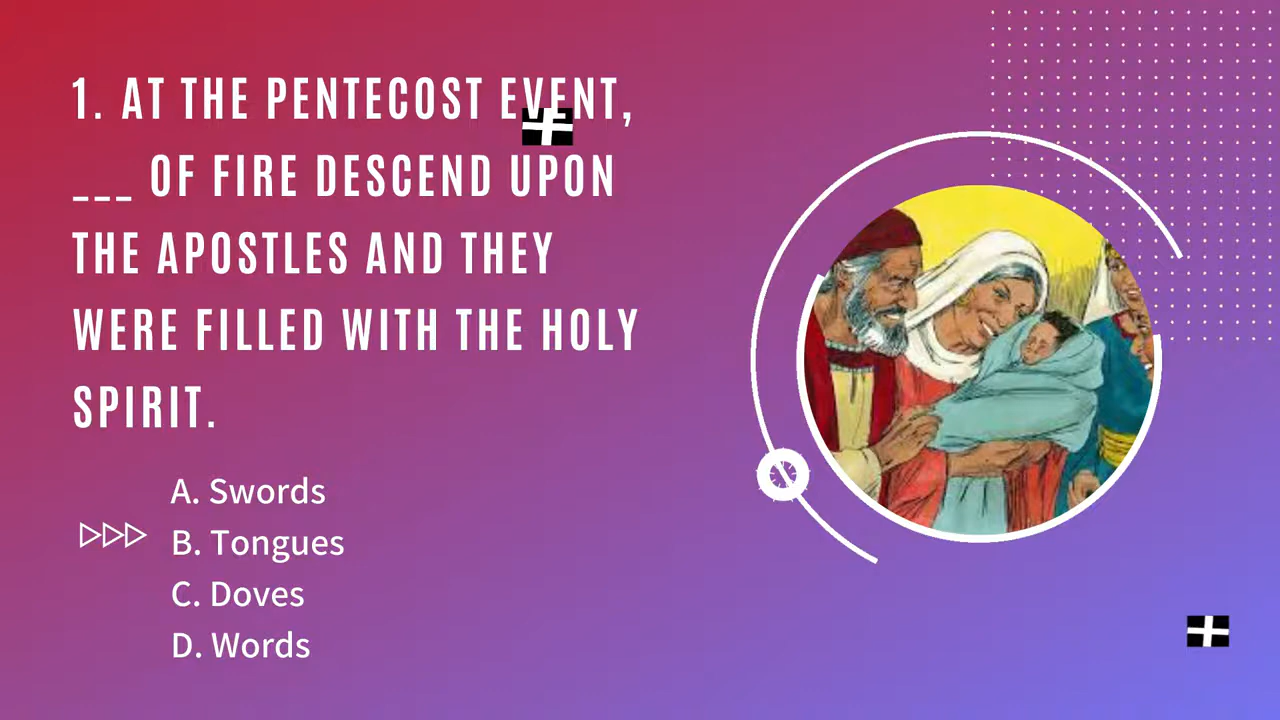 1. AT THE PENTECOST EVENT,
___ OF FIRE DESCEND UPON
THE APOSTLES AND THEY
WERE FILLED WITH THE HOLY
SPIRIT.
A. Swords
B. Tongues
C. Doves
D. Words